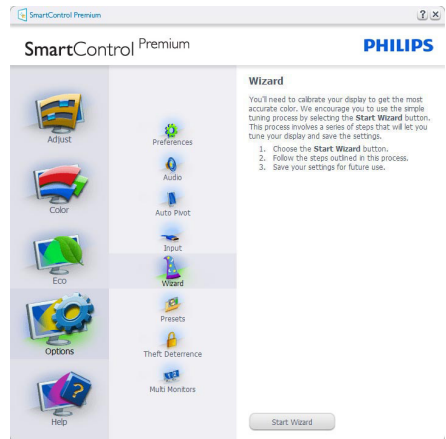 SmartControl Premium
SmartControl Premium
PHILIPS
Adjust
Color
Eco
Options
Help
Preferences
Audio
Auto Pivot
Input
Wizard
Presets
Theft Deterrence
Multi Monitors
Wizard
You'll need to calibrate your display to get the most
accurate color. We encourage you to use the simple
tuning process by selecting the Start Wizard button.
This process involves a series of steps that will let you
tune your display and save the settings.
1. Choose the Start Wizard button.
2. Follow the steps outlined in this process.
3. Save your settings for future use.
Start Wizard